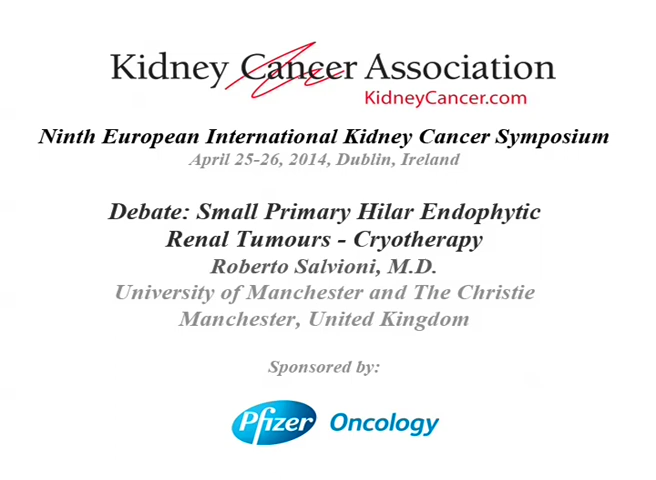 Kidney Cancer Association
KidneyCancer.com
Ninth European International Kidney Cancer Symposium
April 25-26, 2014, Dublin, Ireland
Debate: Small Primary Hilar Endophytic
Renal Tumours - Cryotherapy
Roberto Salvioni, M.D.
University of Manchester and The Christie
Manchester, United Kingdom
Sponsored by:
Pfizer Oncology